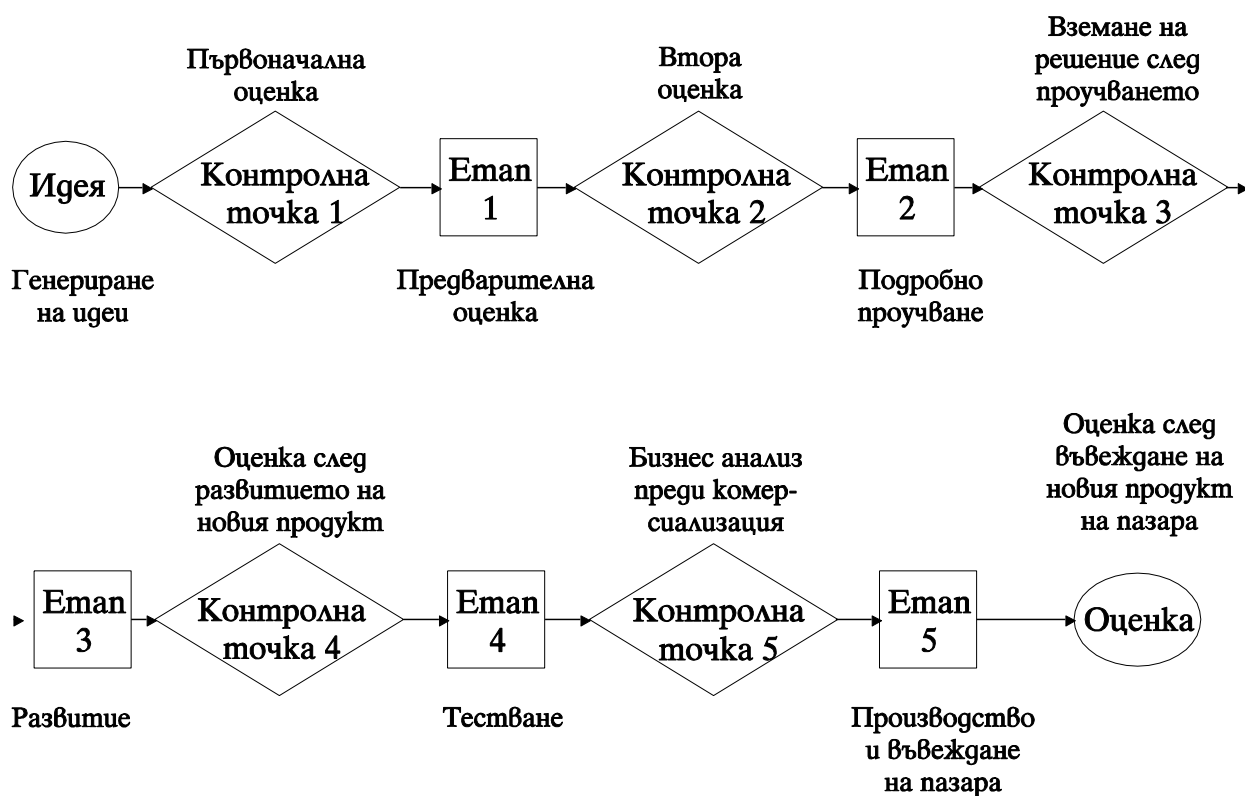 Първоначална
оценка
Втора
оценка
Вземане на
решение след
проучването
Идея
Контролна
точка 1
Етап
1
Контролна
точка 2
Етап
2
Контролна
точка 3
Генериране
на идеи
Предварителна
оценка
Подробно
проучване
Оценка след
развитието на
новия продукт
Бизнес анализ
преди комер-
сиализация
Оценка след
въвеждане на
новия продукт
на пазара
Етап
3
Контролна
точка 4
Етап
4
Контролна
точка 5
Етап
5
Оценка
Развитие
Тестване
Производство
и въвеждане
на пазара